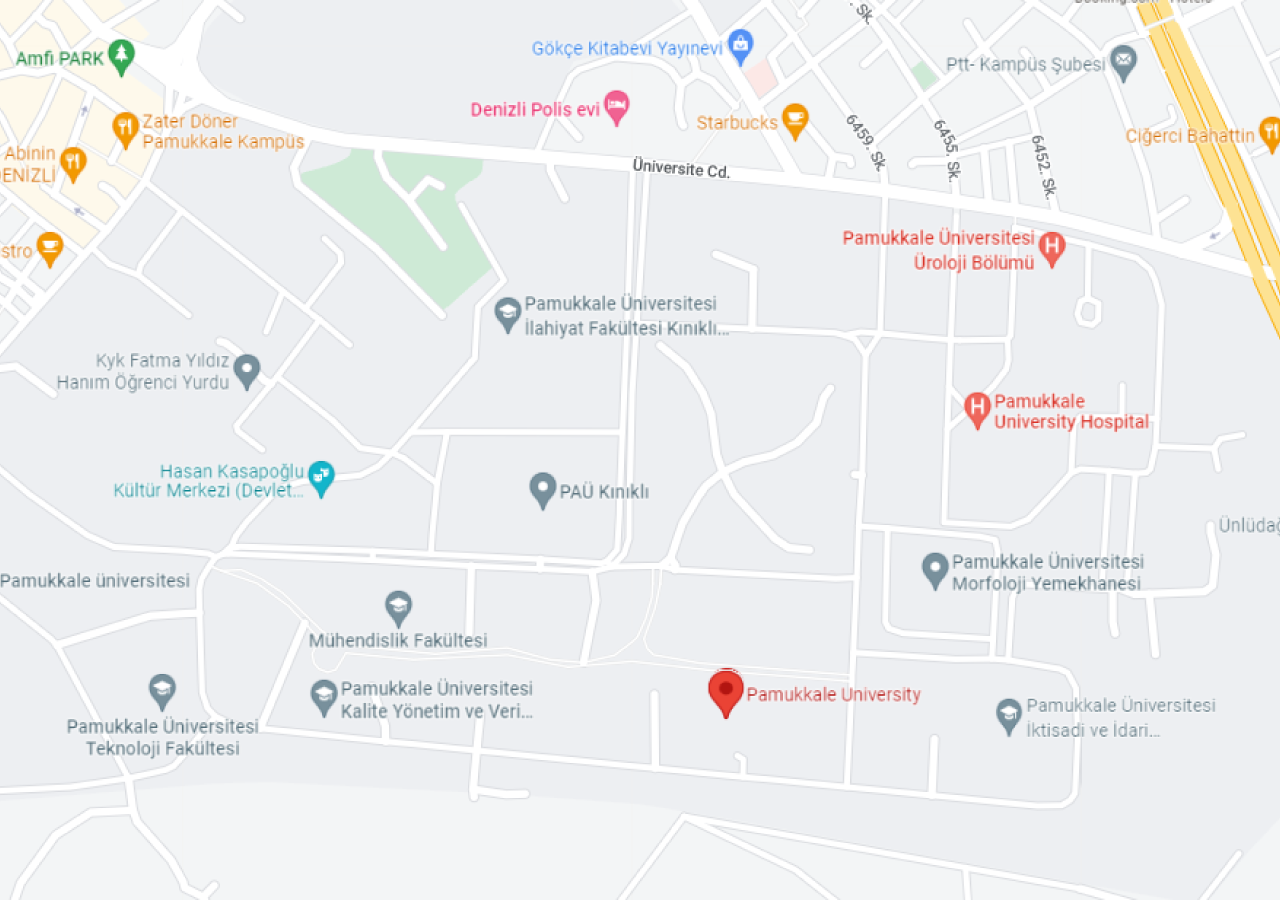 Booking.com - Hotels
Sk.
Gökçe Kitabevi Yayınevi
Amfi PARK
Ptt- Kampüs Şubesi
Denizli Polis evi
Starbucks
Zater Döner
Pamukkale Kampüs
6459. Sk.
6455. Sk.
6452. Sk.
Ciğerci Bahattin
Abinin
DENİZLİ
Üniversite Cd.
stro
Pamukkale Üniversitesi
Üroloji Bölümü
Pamukkale Üniversitesi
İlahiyat Fakültesi Kınıklı...
Kyk Fatma Yıldız
Hanım Öğrenci Yurdu
Pamukkale
University Hospital
Hasan Kasapoğlu
Kültür Merkezi (Devlet...
PAÜ Kınıklı
Ünlüdağ
Pamukkale üniversitesi
Pamukkale Üniversitesi
Morfoloji Yemekhanesi
Mühendislik Fakültesi
Pamukkale Üniversitesi
Kalite Yönetim ve Veri...
Pamukkale University
Pamukkale Üniversitesi
İktisadi ve İdari...
Pamukkale Üniversitesi
Teknoloji Fakültesi